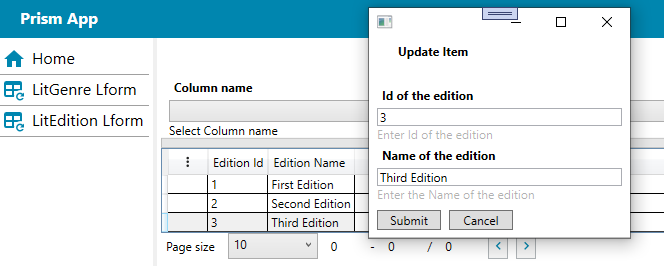 Prism App
Home
LitGenre Lform
LitEdition Lform
Column name
Select Column name
Edition Id Edition Name
1 First Edition
2 Second Edition
3 Third Edition
Page size 10 0 - 0 / 0 < >
Update Item
Id of the edition
3
Enter Id of the edition
Name of the edition
Third Edition
Enter the Name of the edition
Submit Cancel